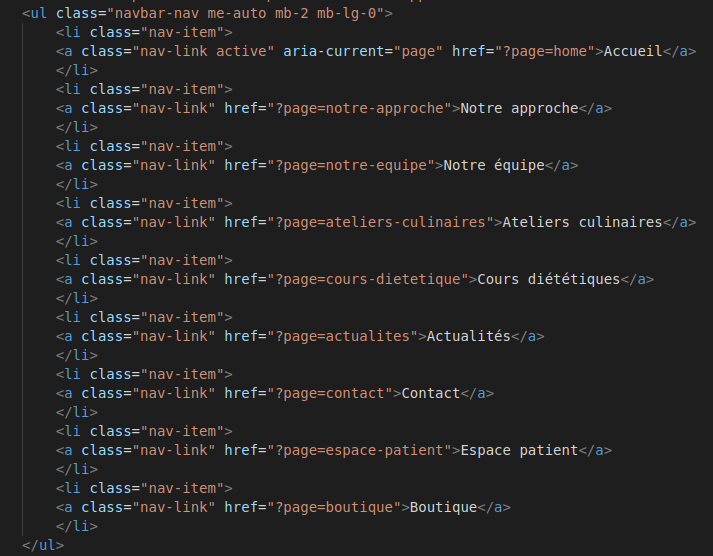 <ul class="navbar-nav me-auto mb-2 mb-lg-0">
<li class="nav-item">
<a class="nav-link active" aria-current="page" href="?page=home">Accueil</a>
</li>
<li class="nav-item">
<a class="nav-link" href="?page=notre-approche">Notre approche</a>
</li>
<li class="nav-item">
<a class="nav-link" href="?page=notre-equipe">Notre équipe</a>
</li>
<li class="nav-item">
<a class="nav-link" href="?page=ateliers-culinaires">Ateliers culinaires</a>
</li>
<li class="nav-item">
<a class="nav-link" href="?page=cours-dietetique">Cours diététiques</a>
</li>
<li class="nav-item">
<a class="nav-link" href="?page=actualites">Actualités</a>
</li>
<li class="nav-item">
<a class="nav-link" href="?page=contact">Contact</a>
</li>
<li class="nav-item">
<a class="nav-link" href="?page=espace-patient">Espace patient</a>
</li>
<li class="nav-item">
<a class="nav-link" href="?page=boutique">Boutique</a>
</li>
</ul>